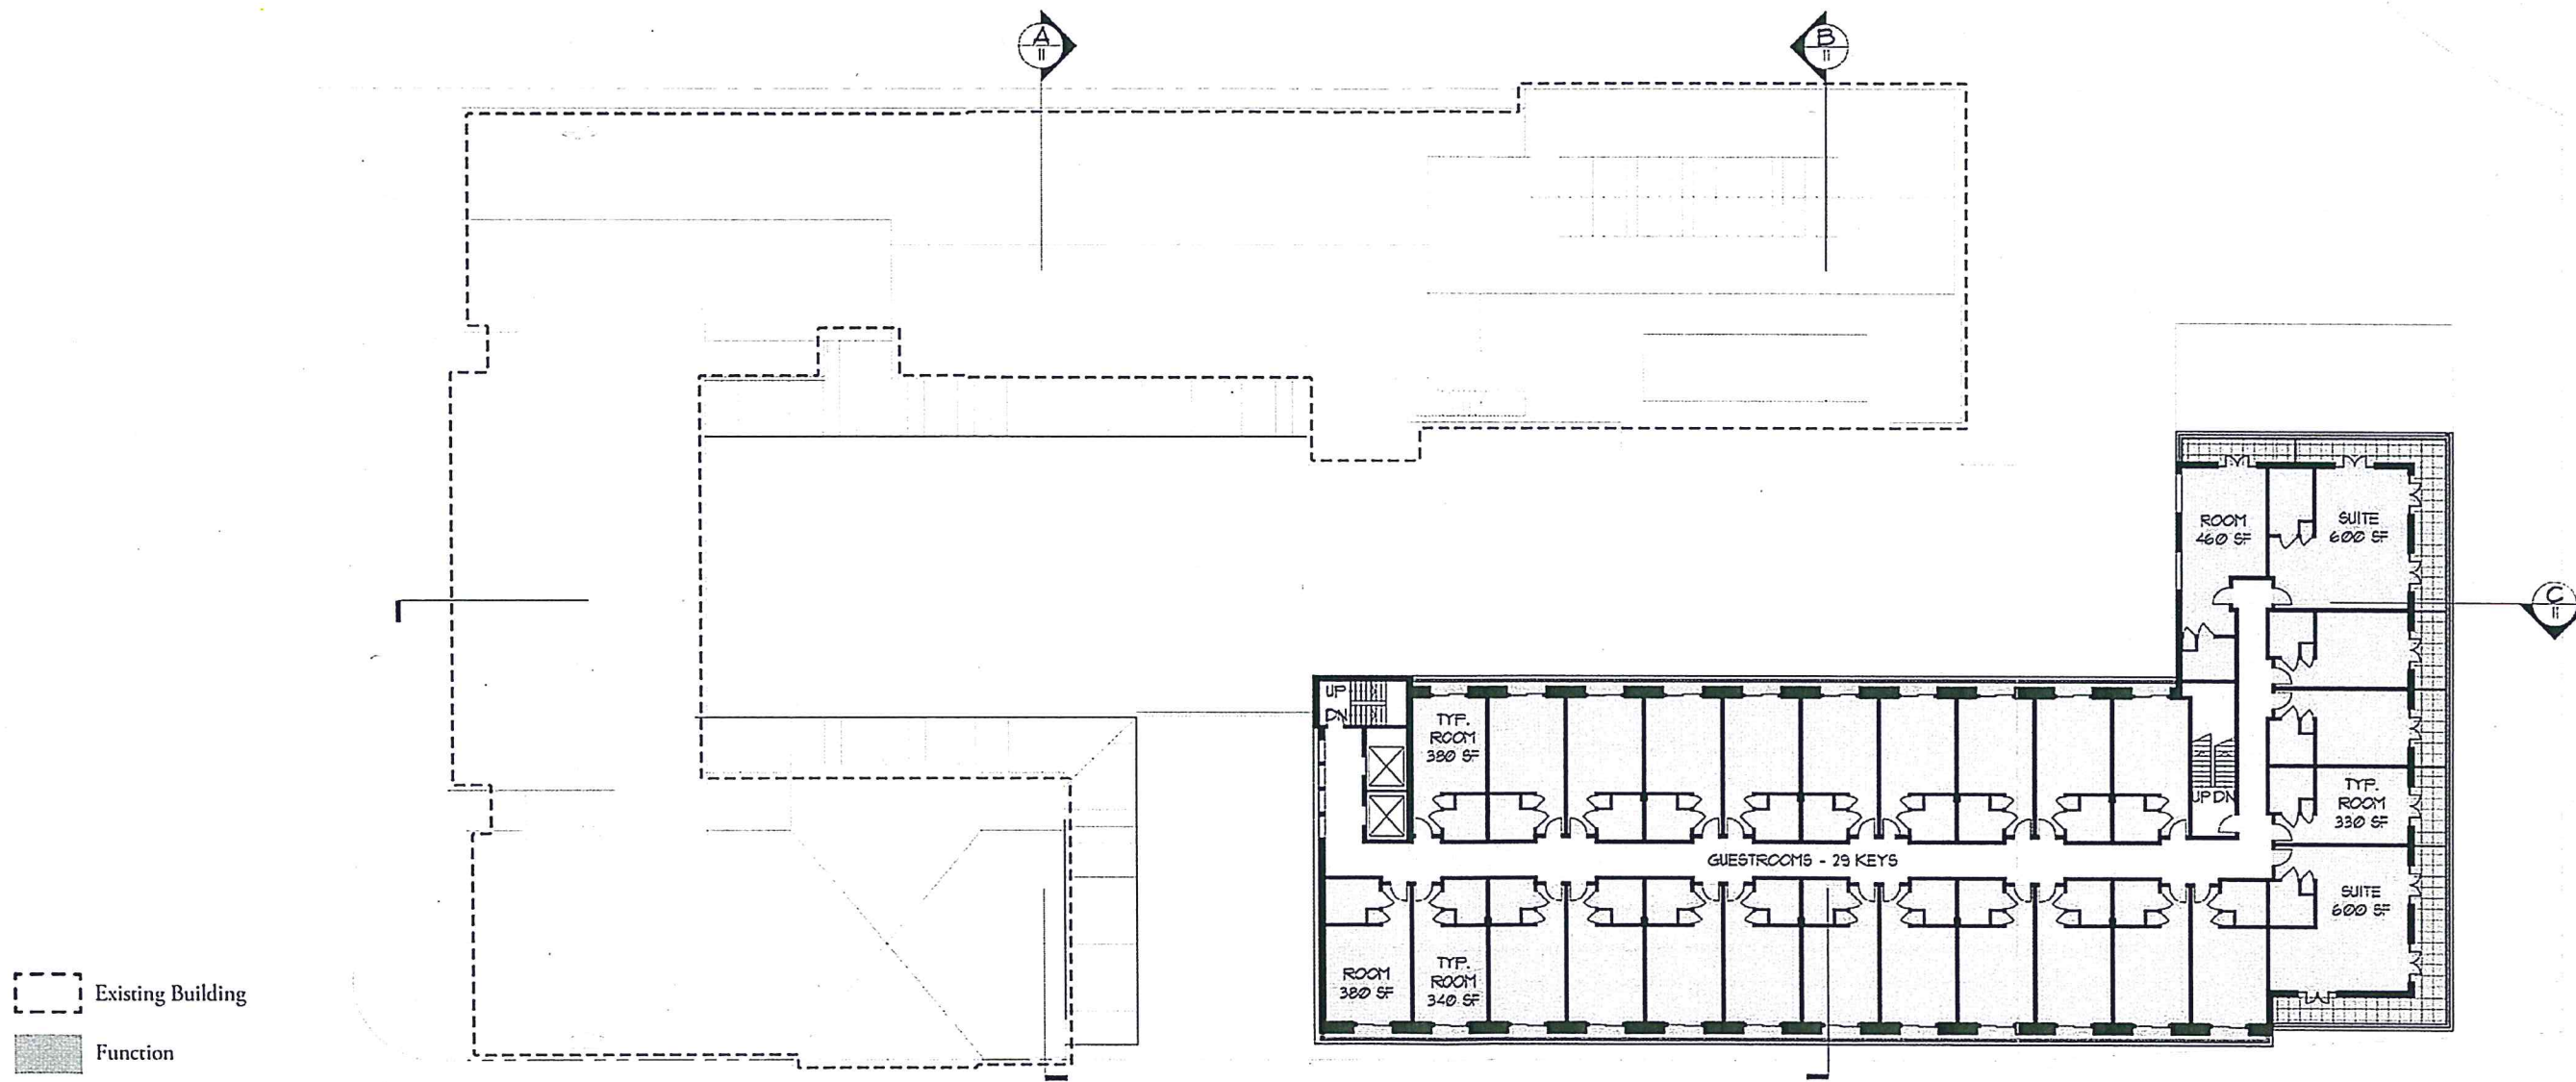 A
11
B
11
ROOM
460 SF
SUITE
600 SF
C
11
UP
DN
TYP.
ROOM
330 SF
UP DN
TYP.
ROOM
330 SF
GUESTROOMS - 29 KEYS
SUITE
600 SF
ROOM
380 SF
TYP.
ROOM
340 SF
Existing Building
Function